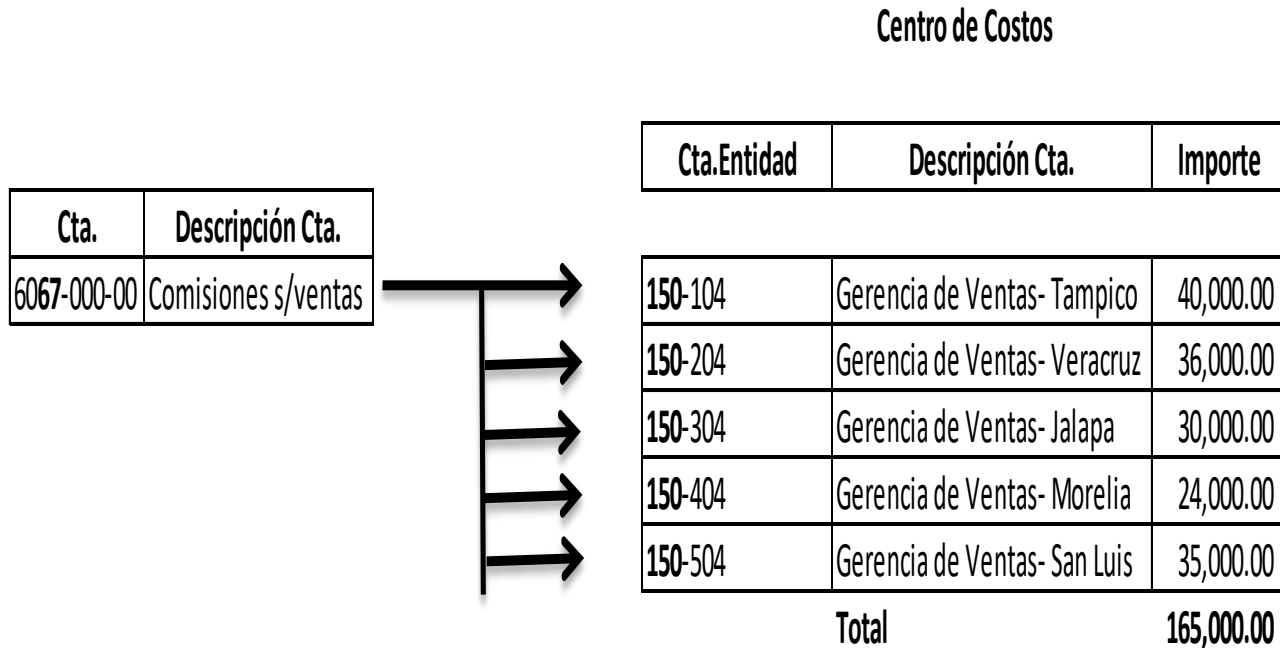 Centro de Costos
Cta.Entidad Descripción Cta. Importe
Cta. Descripción Cta.
6067-000-00 Comisiones s/ventas
150-104 Gerencia de Ventas- Tampico 40,000.00
150-204 Gerencia de Ventas- Veracruz 36,000.00
150-304 Gerencia de Ventas- Jalapa 30,000.00
150-404 Gerencia de Ventas- Morelia 24,000.00
150-504 Gerencia de Ventas- San Luis 35,000.00
Total 165,000.00